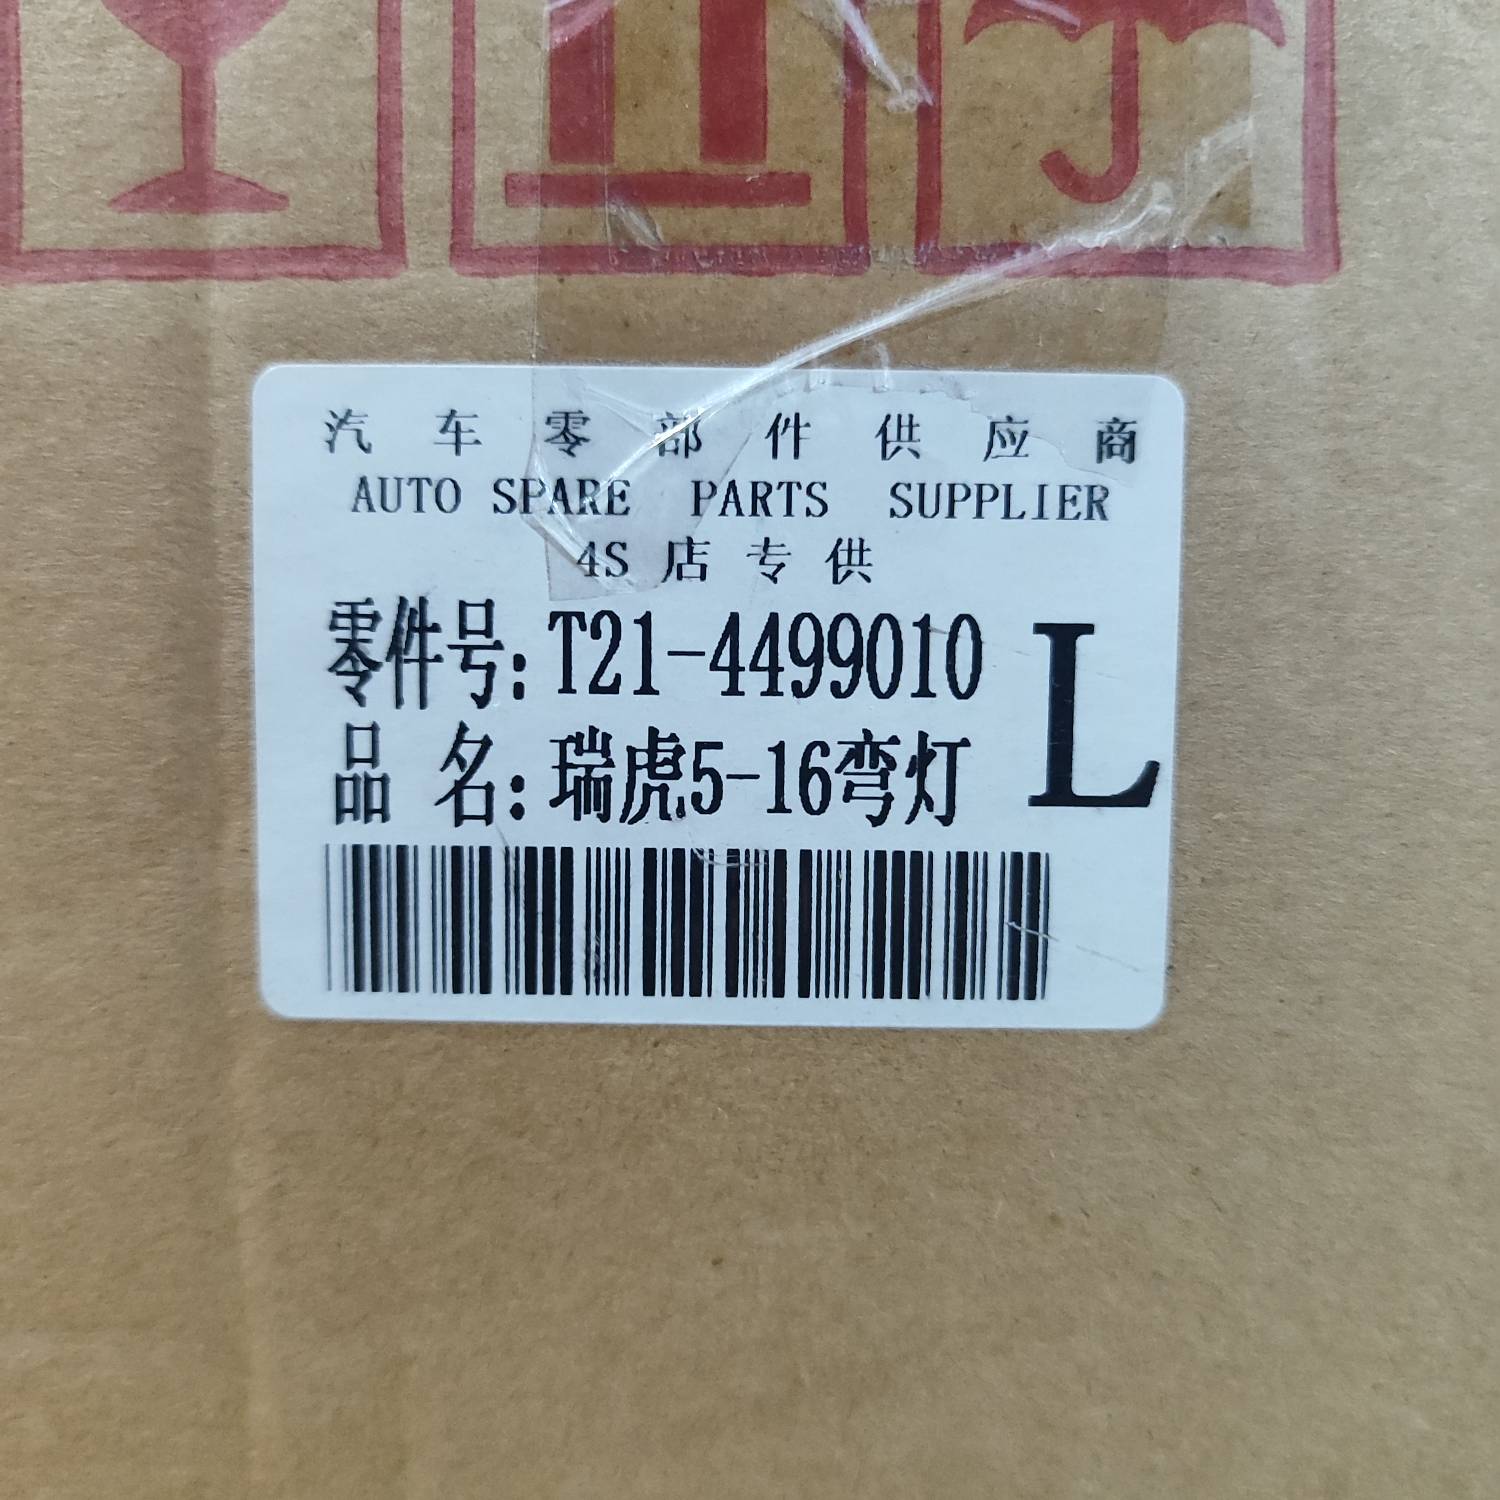 汽车零部件供应商
AUTO SPARE PARTS SUPPLIER
4S店专供
零件号:T21-4499010
L
品名:瑞虎5-16弯灯